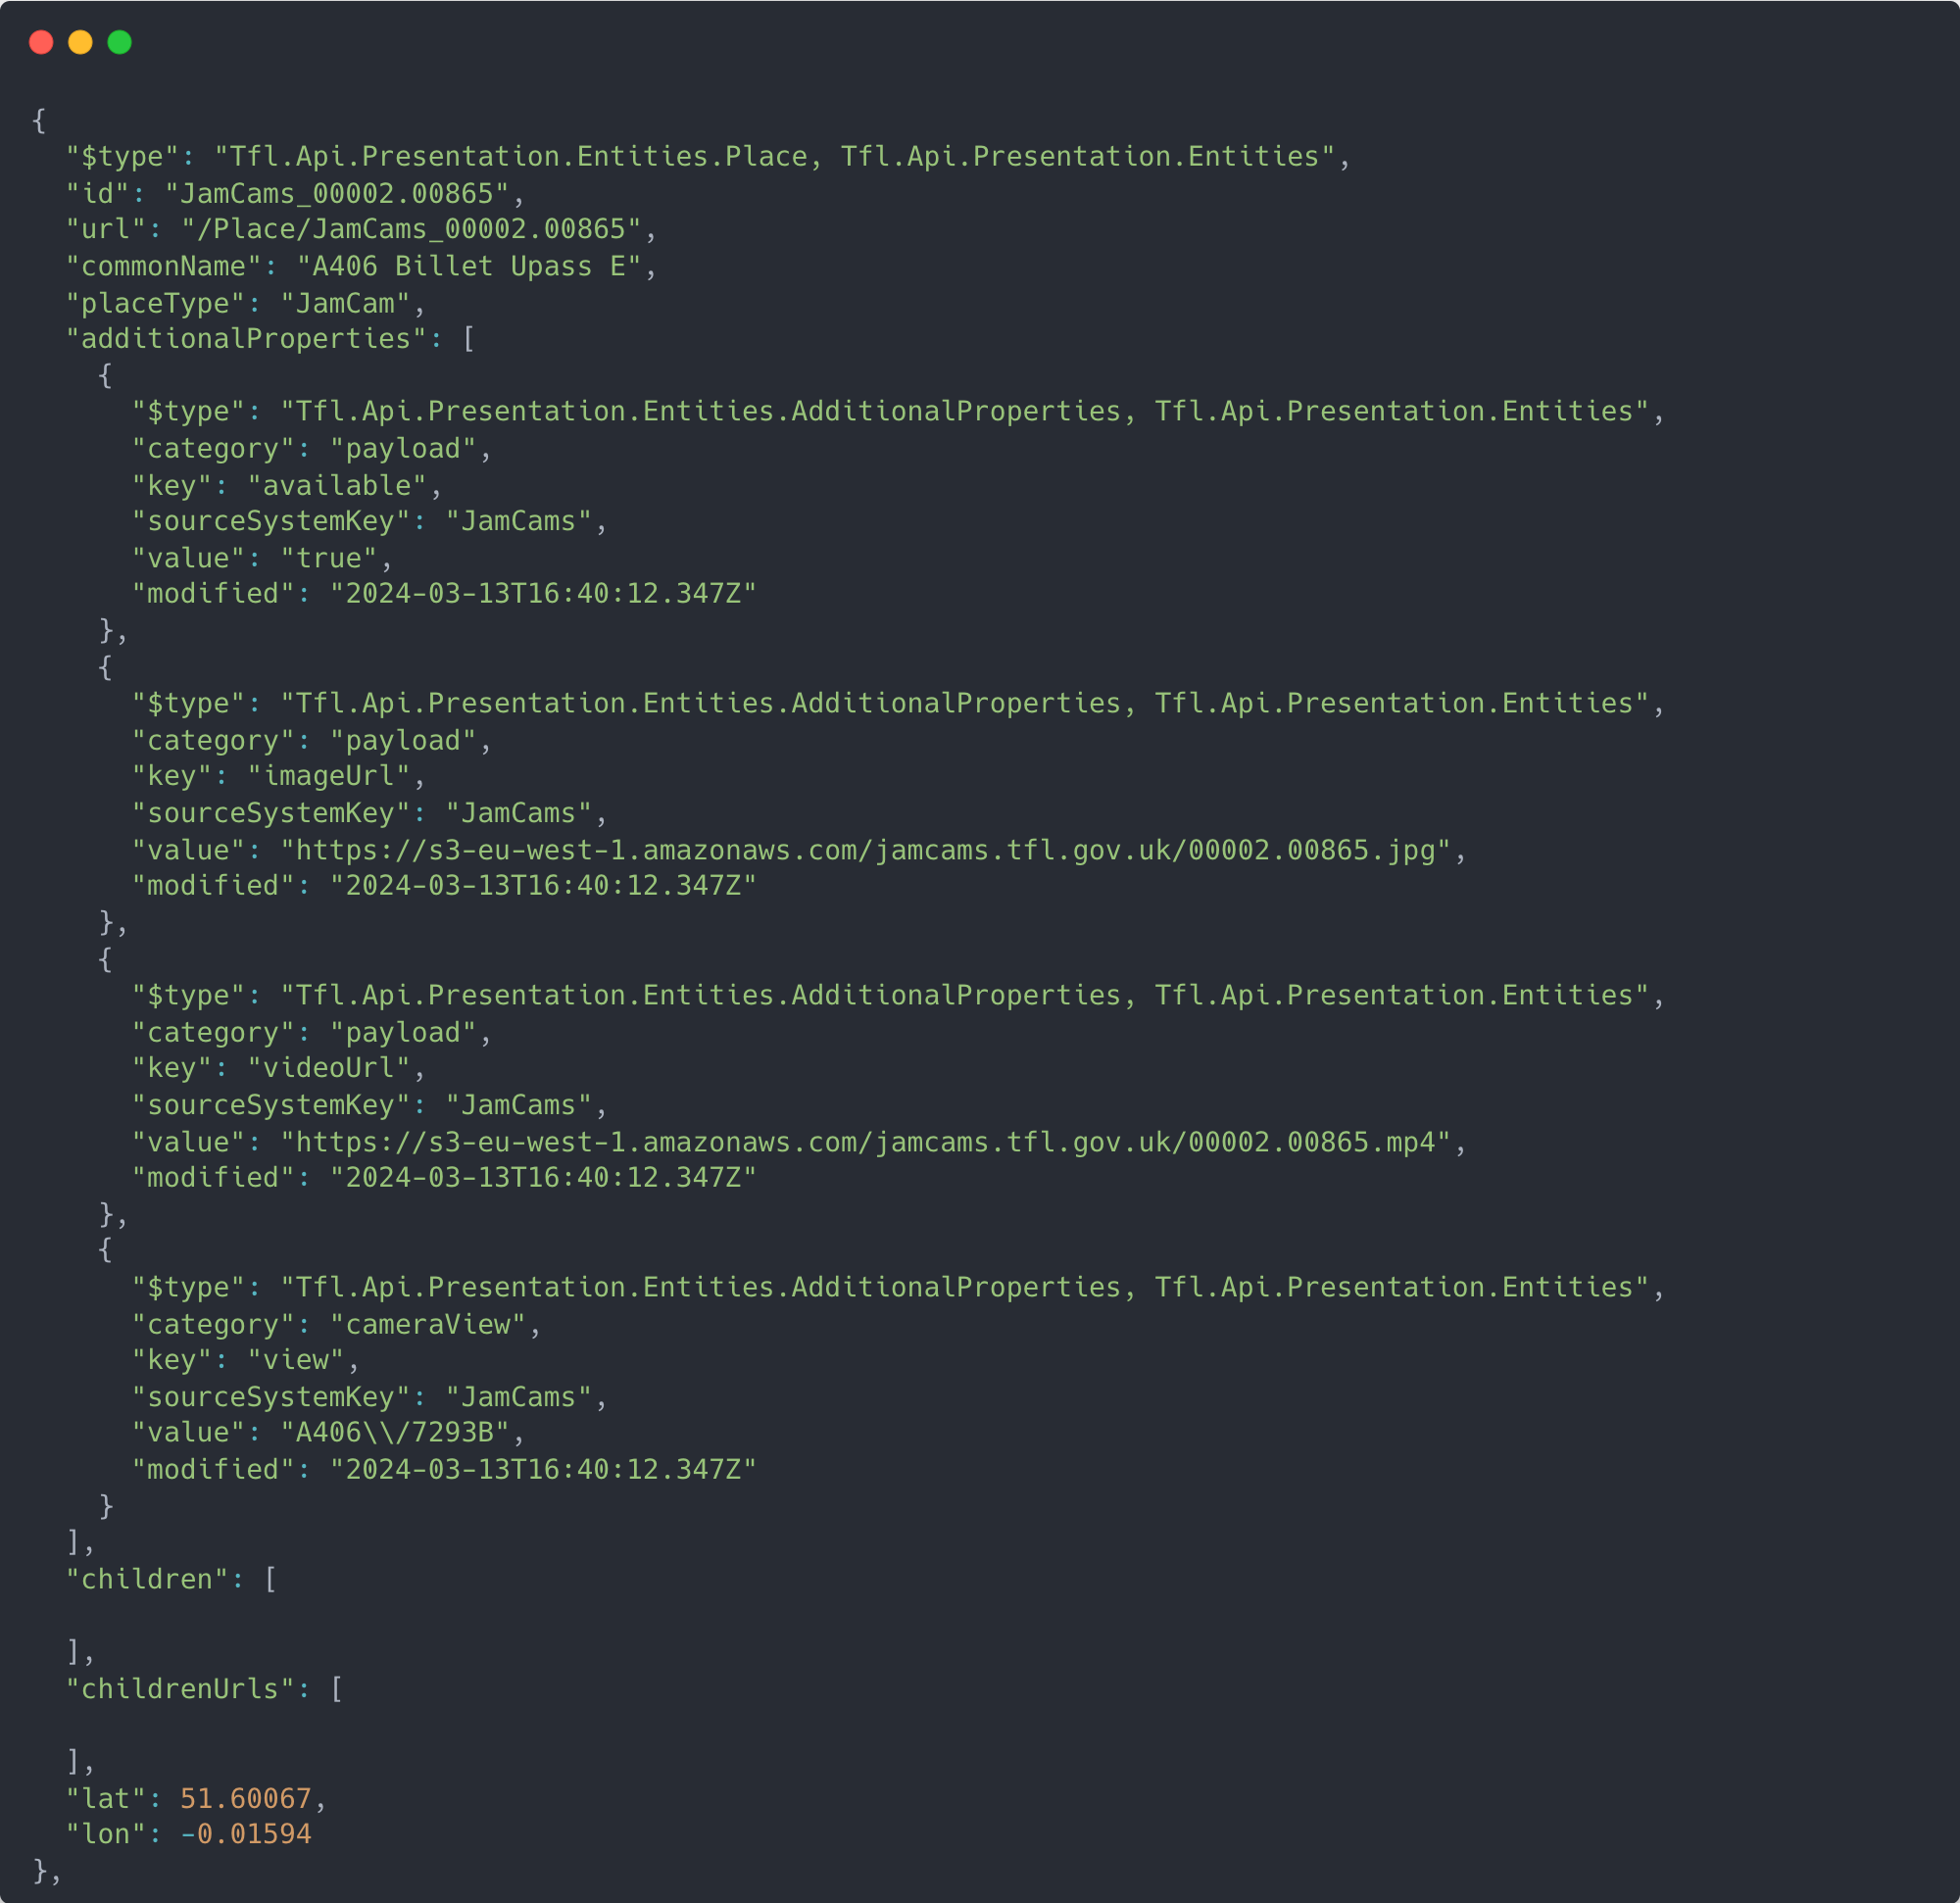 {
  "$type": "Tfl.Api.Presentation.Entities.Place, Tfl.Api.Presentation.Entities",
  "id": "JamCams_00002.00865",
  "url": "/Place/JamCams_00002.00865",
  "commonName": "A406 Billet Upass E",
  "placeType": "JamCam",
  "additionalProperties": [
    {
      "$type": "Tfl.Api.Presentation.Entities.AdditionalProperties, Tfl.Api.Presentation.Entities",
      "category": "payload",
      "key": "available",
      "sourceSystemKey": "JamCams",
      "value": "true",
      "modified": "2024-03-13T16:40:12.347Z"
    },
    {
      "$type": "Tfl.Api.Presentation.Entities.AdditionalProperties, Tfl.Api.Presentation.Entities",
      "category": "payload",
      "key": "imageUrl",
      "sourceSystemKey": "JamCams",
      "value": "https://s3-eu-west-1.amazonaws.com/jamcams.tfl.gov.uk/00002.00865.jpg",
      "modified": "2024-03-13T16:40:12.347Z"
    },
    {
      "$type": "Tfl.Api.Presentation.Entities.AdditionalProperties, Tfl.Api.Presentation.Entities",
      "category": "payload",
      "key": "videoUrl",
      "sourceSystemKey": "JamCams",
      "value": "https://s3-eu-west-1.amazonaws.com/jamcams.tfl.gov.uk/00002.00865.mp4",
      "modified": "2024-03-13T16:40:12.347Z"
    },
    {
      "$type": "Tfl.Api.Presentation.Entities.AdditionalProperties, Tfl.Api.Presentation.Entities",
      "category": "cameraView",
      "key": "view",
      "sourceSystemKey": "JamCams",
      "value": "A406\\/7293B",
      "modified": "2024-03-13T16:40:12.347Z"
    }
  ],
  "children": [

  ],
  "childrenUrls": [

  ],
  "lat": 51.60067,
  "lon": -0.01594
},